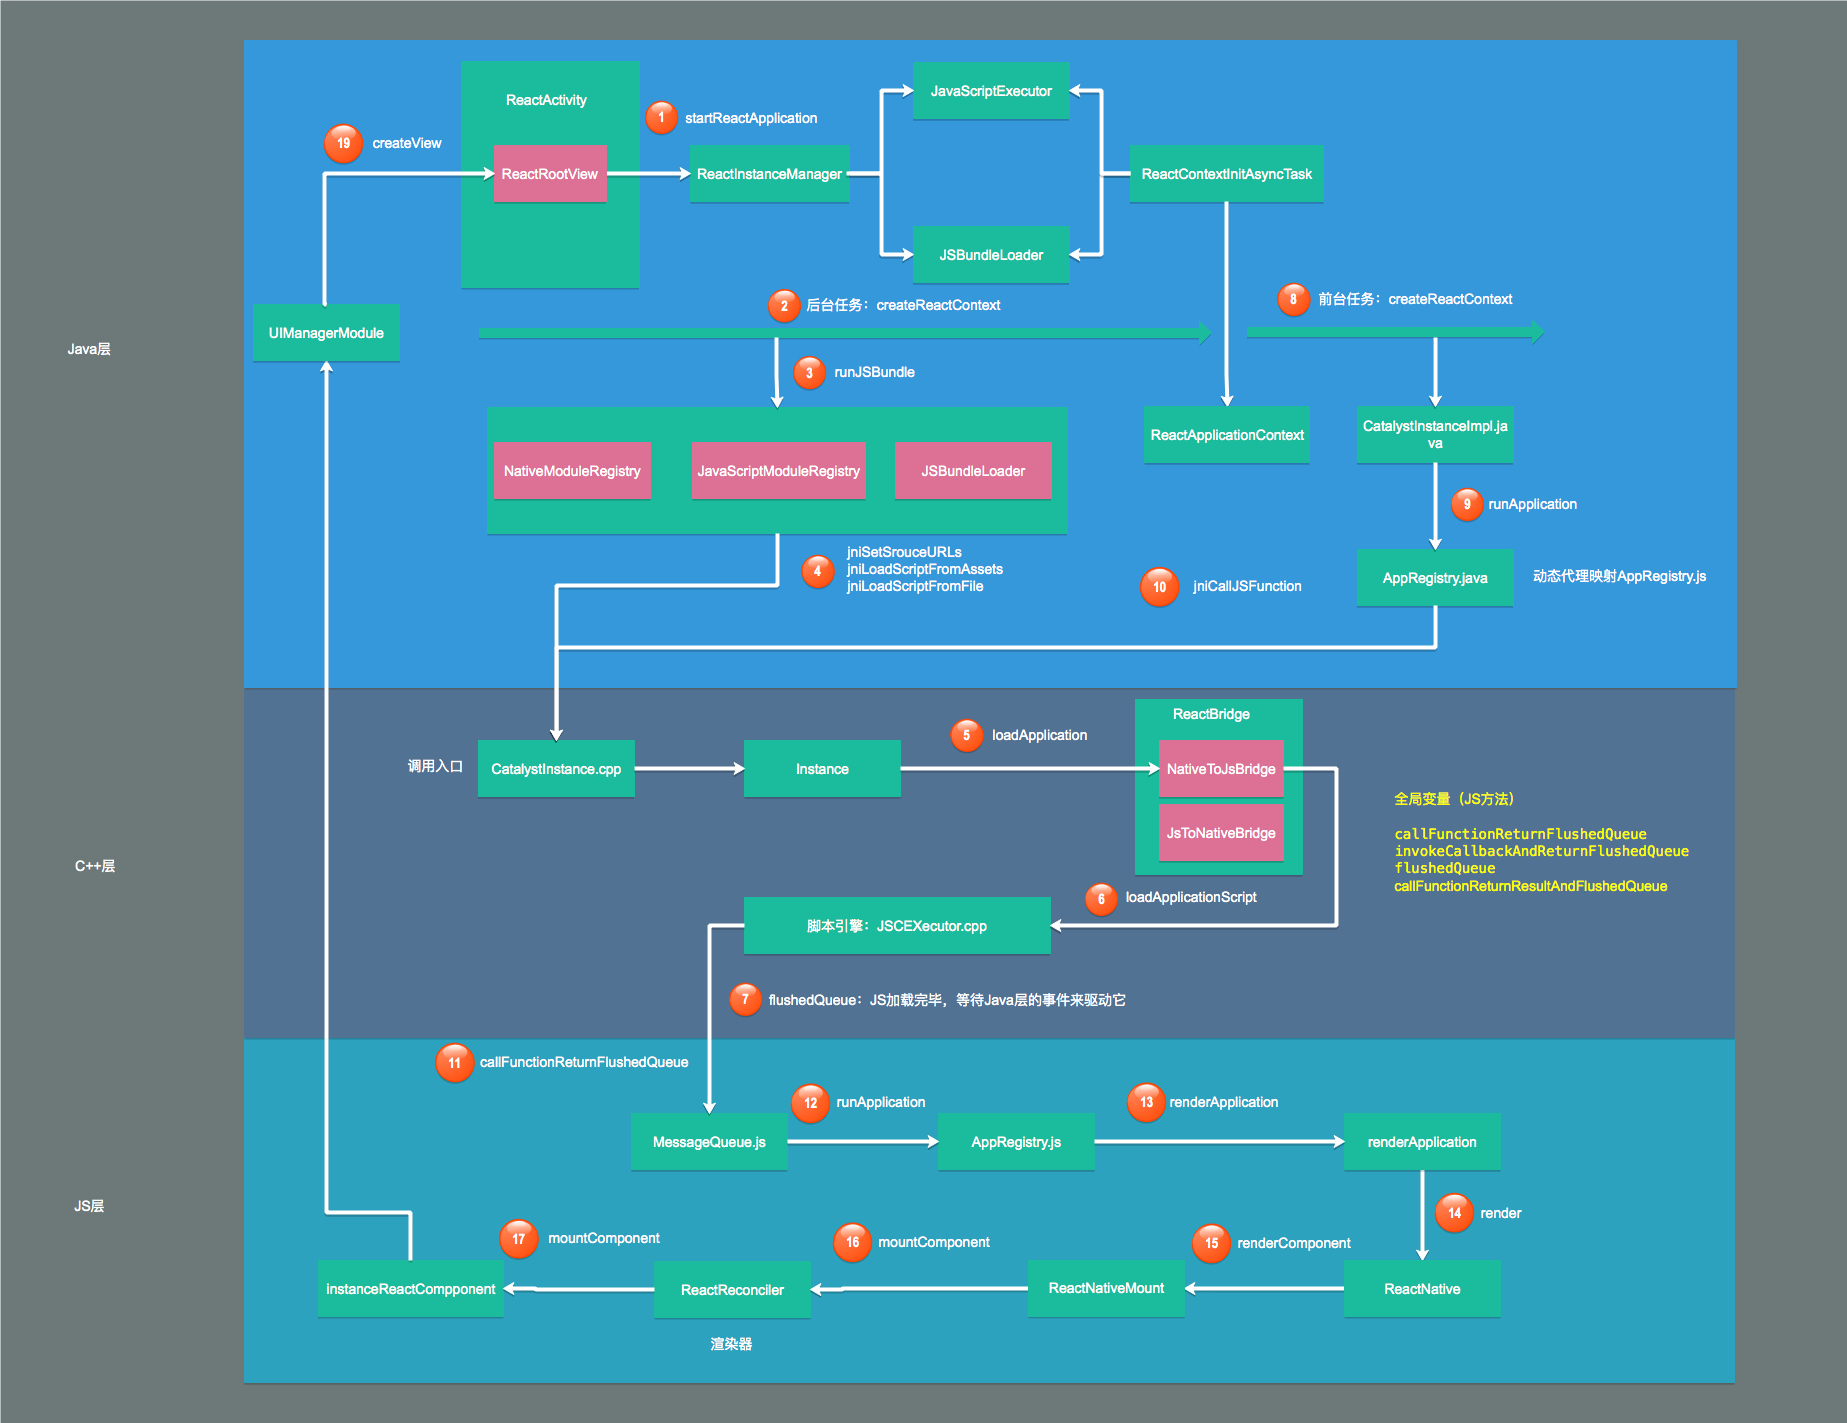 ReactActivity
JavaScriptExecutor
1
startReactApplication
19
createView
ReactRootView
ReactInstanceManager
ReactContextInitAsyncTask
JSBundleLoader
2
后台任务：createReactContext
8
前台任务：createReactContext
UIManagerModule
Java层
3
runJSBundle
ReactApplicationContext
CatalystInstanceImpl.ja
va
NativeModuleRegistry
JavaScriptModuleRegistry
JSBundleLoader
9
runApplication
4
jniSetSrouceURLs
jniLoadScriptFromAssets
jniLoadScriptFromFile
10
jniCallJSFunction
AppRegistry.java
动态代理映射AppRegistry.js
ReactBridge
5
loadApplication
调用入口
CatalystInstance.cpp
Instance
NativeToJsBridge
JsToNativeBridge
全局变量（JS方法）
callFunctionReturnFlushedQueue
invokeCallbackAndReturnFlushedQueue
flushedQueue
callFunctionReturnResultAndFlushedQueue
C++层
6
loadApplicationScript
脚本引擎：JSCEXecutor.cpp
7
flushedQueue：JS加载完毕，等待Java层的事件来驱动它
11
callFunctionReturnFlushedQueue
12
runApplication
13
renderApplication
MessageQueue.js
AppRegistry.js
renderApplication
JS层
14
render
17
mountComponent
16
mountComponent
15
renderComponent
instanceReactCompponent
ReactReconciler
ReactNativeMount
ReactNative
渲染器